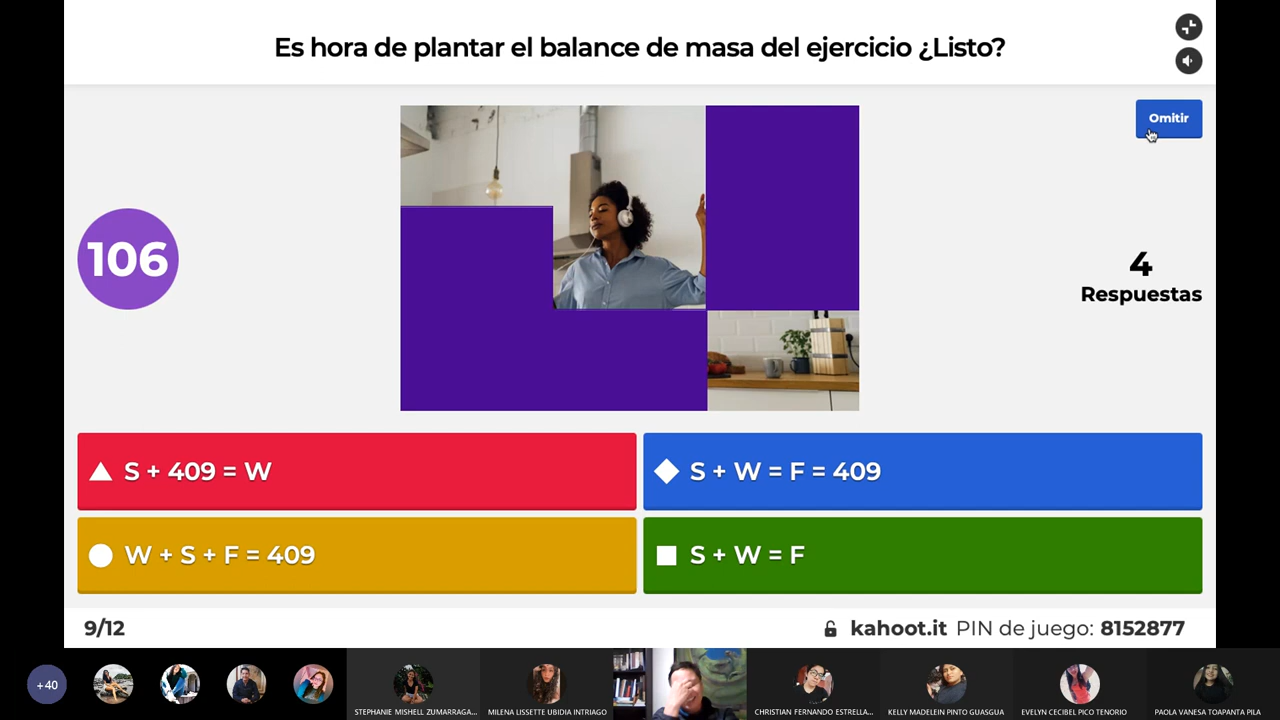 Es hora de plantar el balance de masa del ejercicio ¿Listo?
Omitir
106
4
Respuestas
S + 409 = W
S + W = F = 409
W + S + F = 409
S + W = F
9/12
kahoot.it PIN de juego: 8152877
+40
STEPHANIE MISHELL ZUMARRAGA...
MILENA LISSETTE UBIDIA INTRIAGO
CHRISTIAN FERNANDO ESTRELLA...
KELLY MADELEIN PINTO GUASGUA
EVELYN CECIBEL PICO TENORIO
PAOLA VANESA TOAPANTA PILA